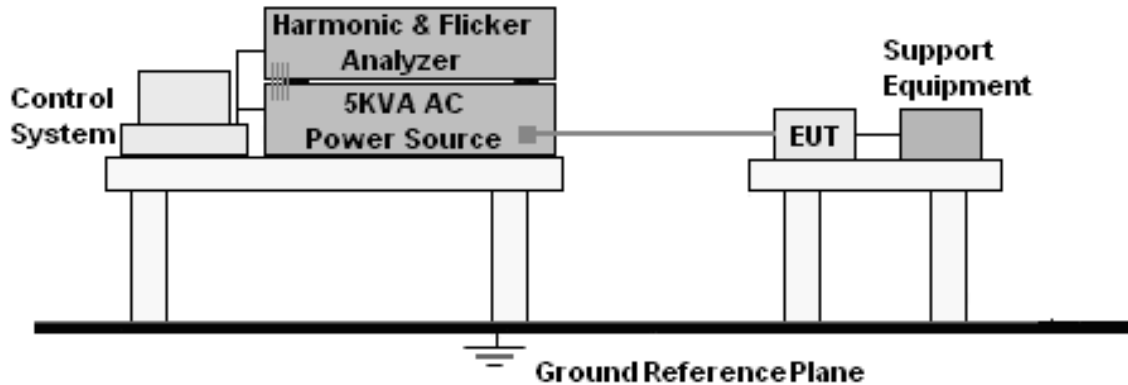 Harmonic & Flicker
Analyzer
5KVA AC
Power Source
Control
System
EUT
Support
Equipment
Ground Reference Plane